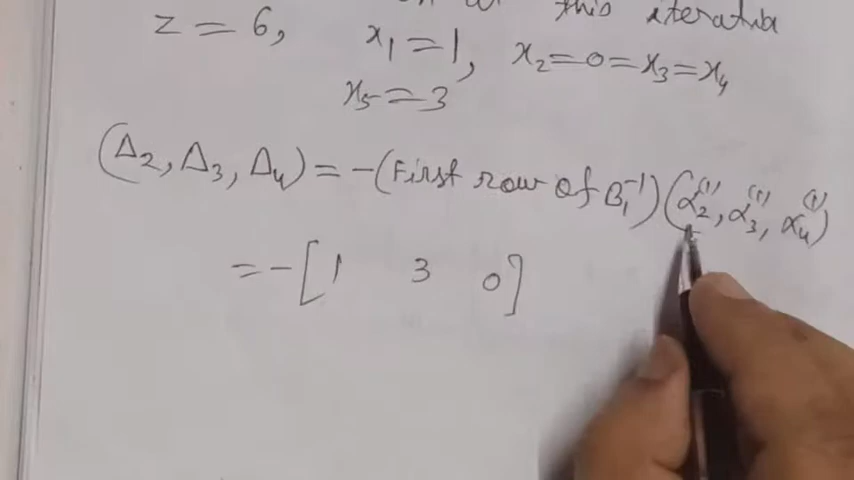 this iteration
z = 6, x₁ = 1, x₂ = 0 = x₃ = x₄
x₅ = 3
(Δ₂, Δ₃, Δ₄) = -(First row of B₁⁻¹)(α₂⁽¹⁾, α₃⁽¹⁾, α₄⁽¹⁾)
= -[1 3 0]